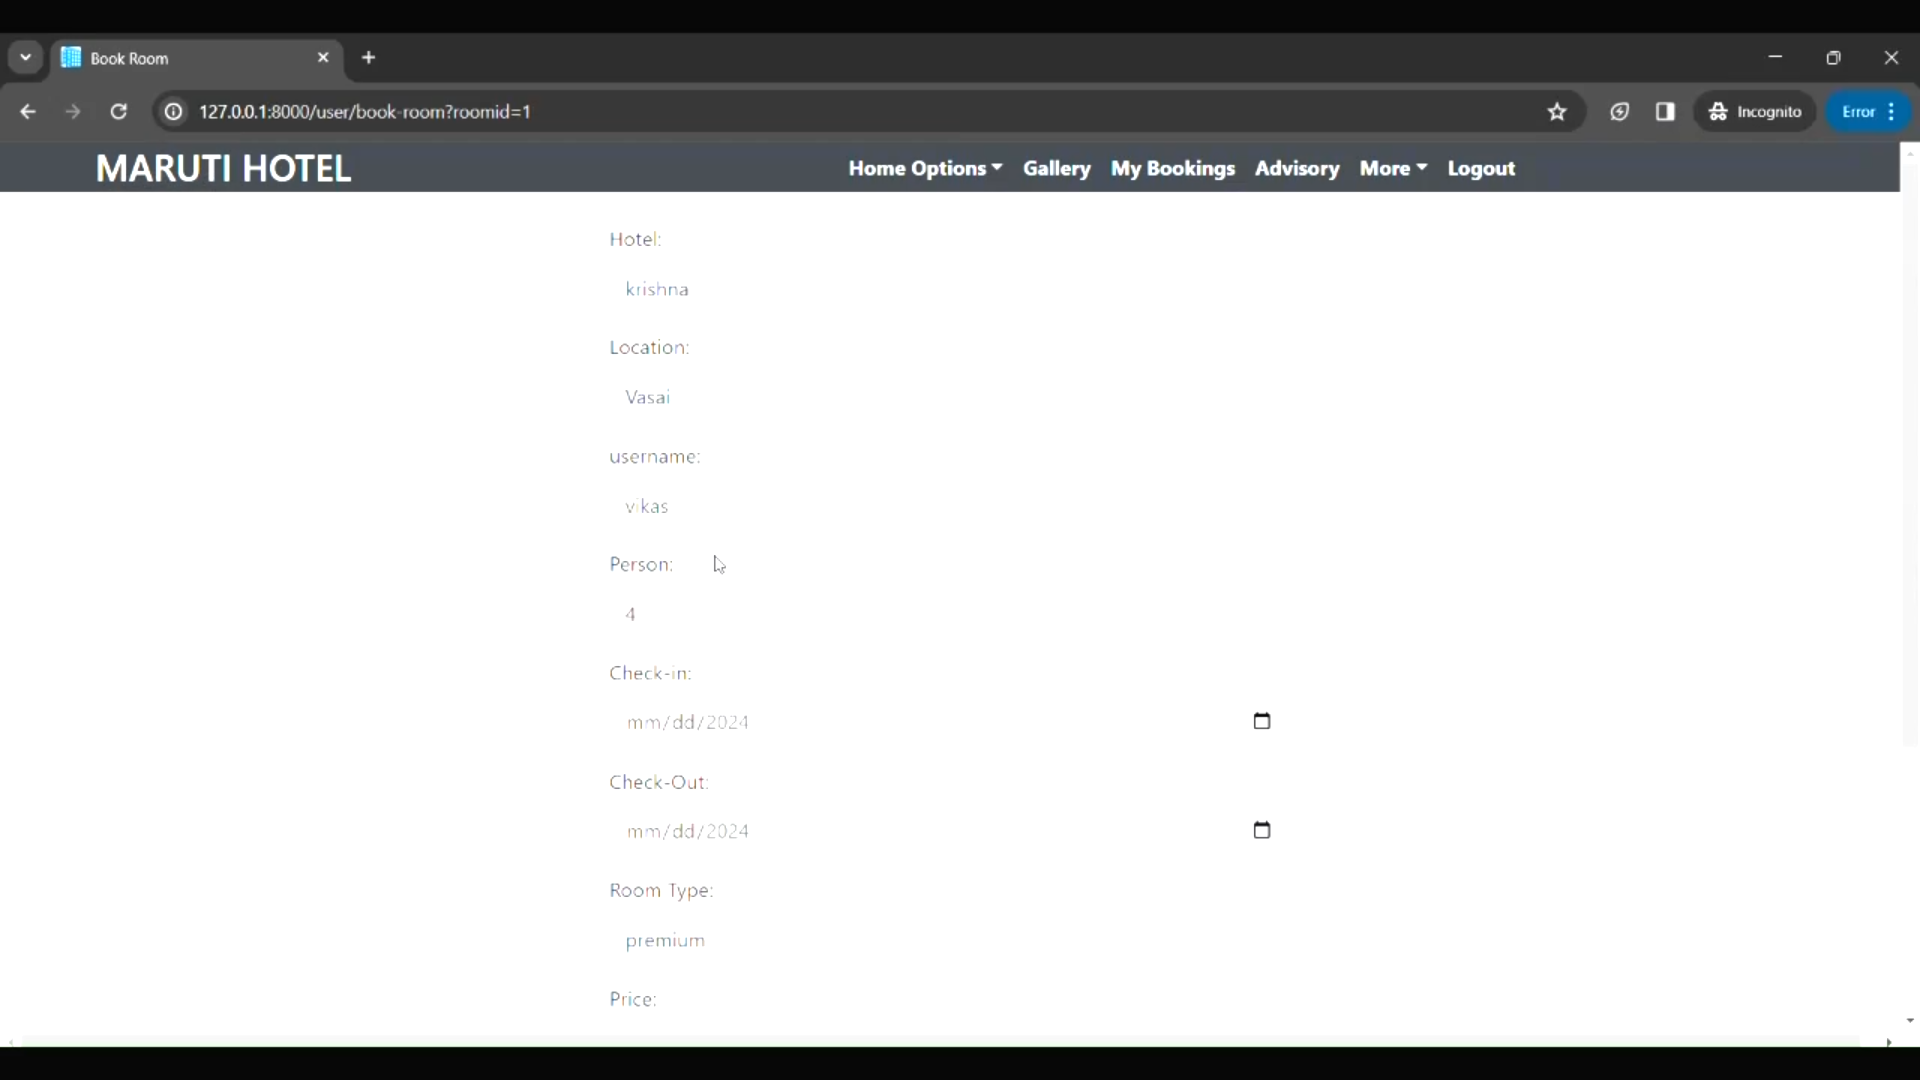 Book Room
127.0.0.1:8000/user/book-room?roomid=1
Incognito
Error
MARUTI HOTEL
Home Options
Gallery
My Bookings
Advisory
More
Logout
Hotel:
krishna
Location:
Vasai
username:
vikas
Person:
4
Check-in:
mm/dd/2024
Check-Out:
mm/dd/2024
Room Type:
premium
Price: